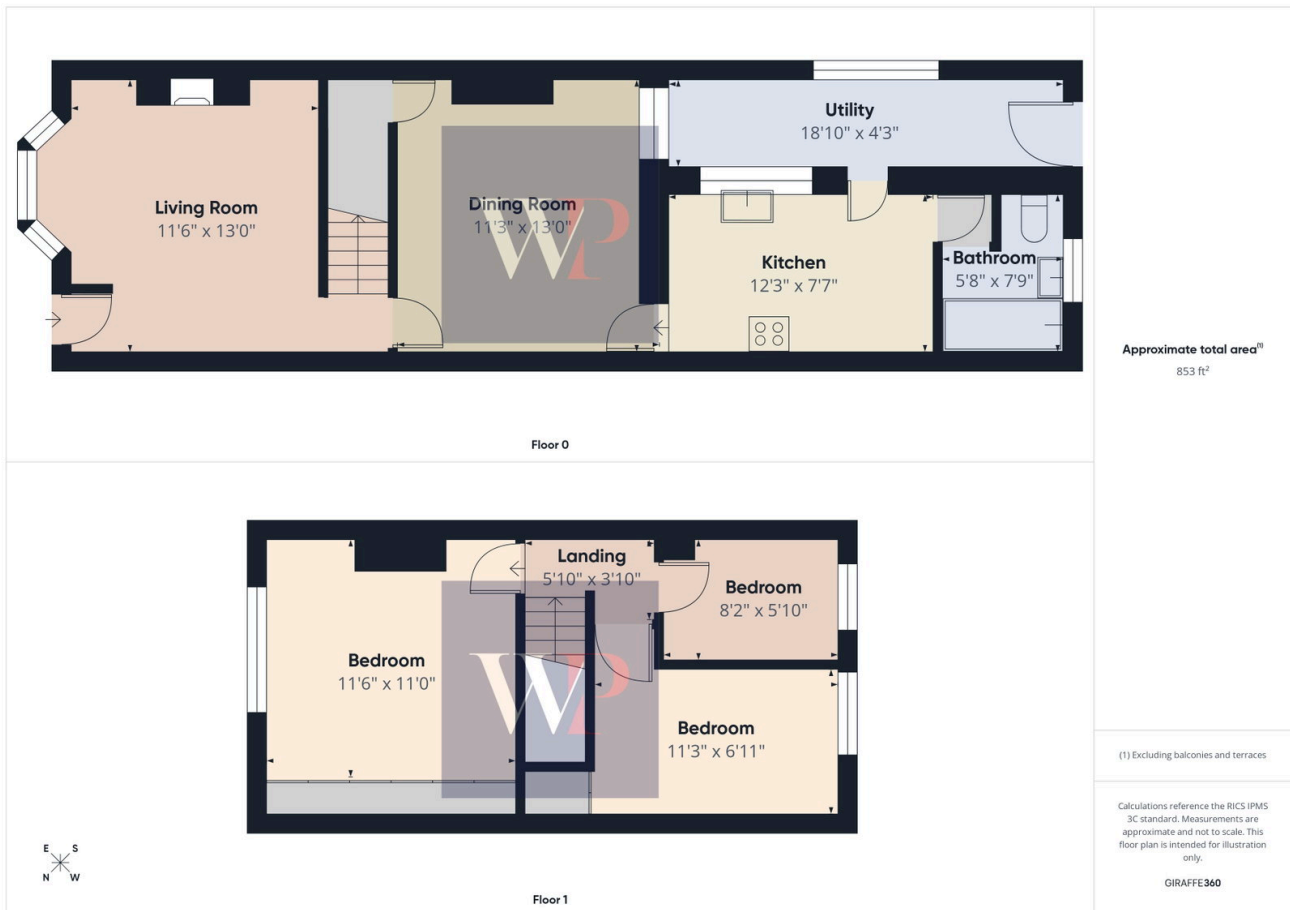 Living Room
11'6" x 13'0"
Dining Room
11'3" x 13'0"
WP
Utility
18'10" x 4'3"
Kitchen
12'3" x 7'7"
Bathroom
5'8" x 7'9"
Floor 0
Approximate total area(1)
853 ft²
Landing
5'10" x 3'10"
Bedroom
8'2" x 5'10"
Bedroom
11'6" x 11'0"
WP
Bedroom
11'3" x 6'11"
E S
N W
Floor 1
(1) Excluding balconies and terraces
Calculations reference the RICS IPMS
3C standard. Measurements are
approximate and not to scale. This
floor plan is intended for illustration
only.
GIRAFFE360